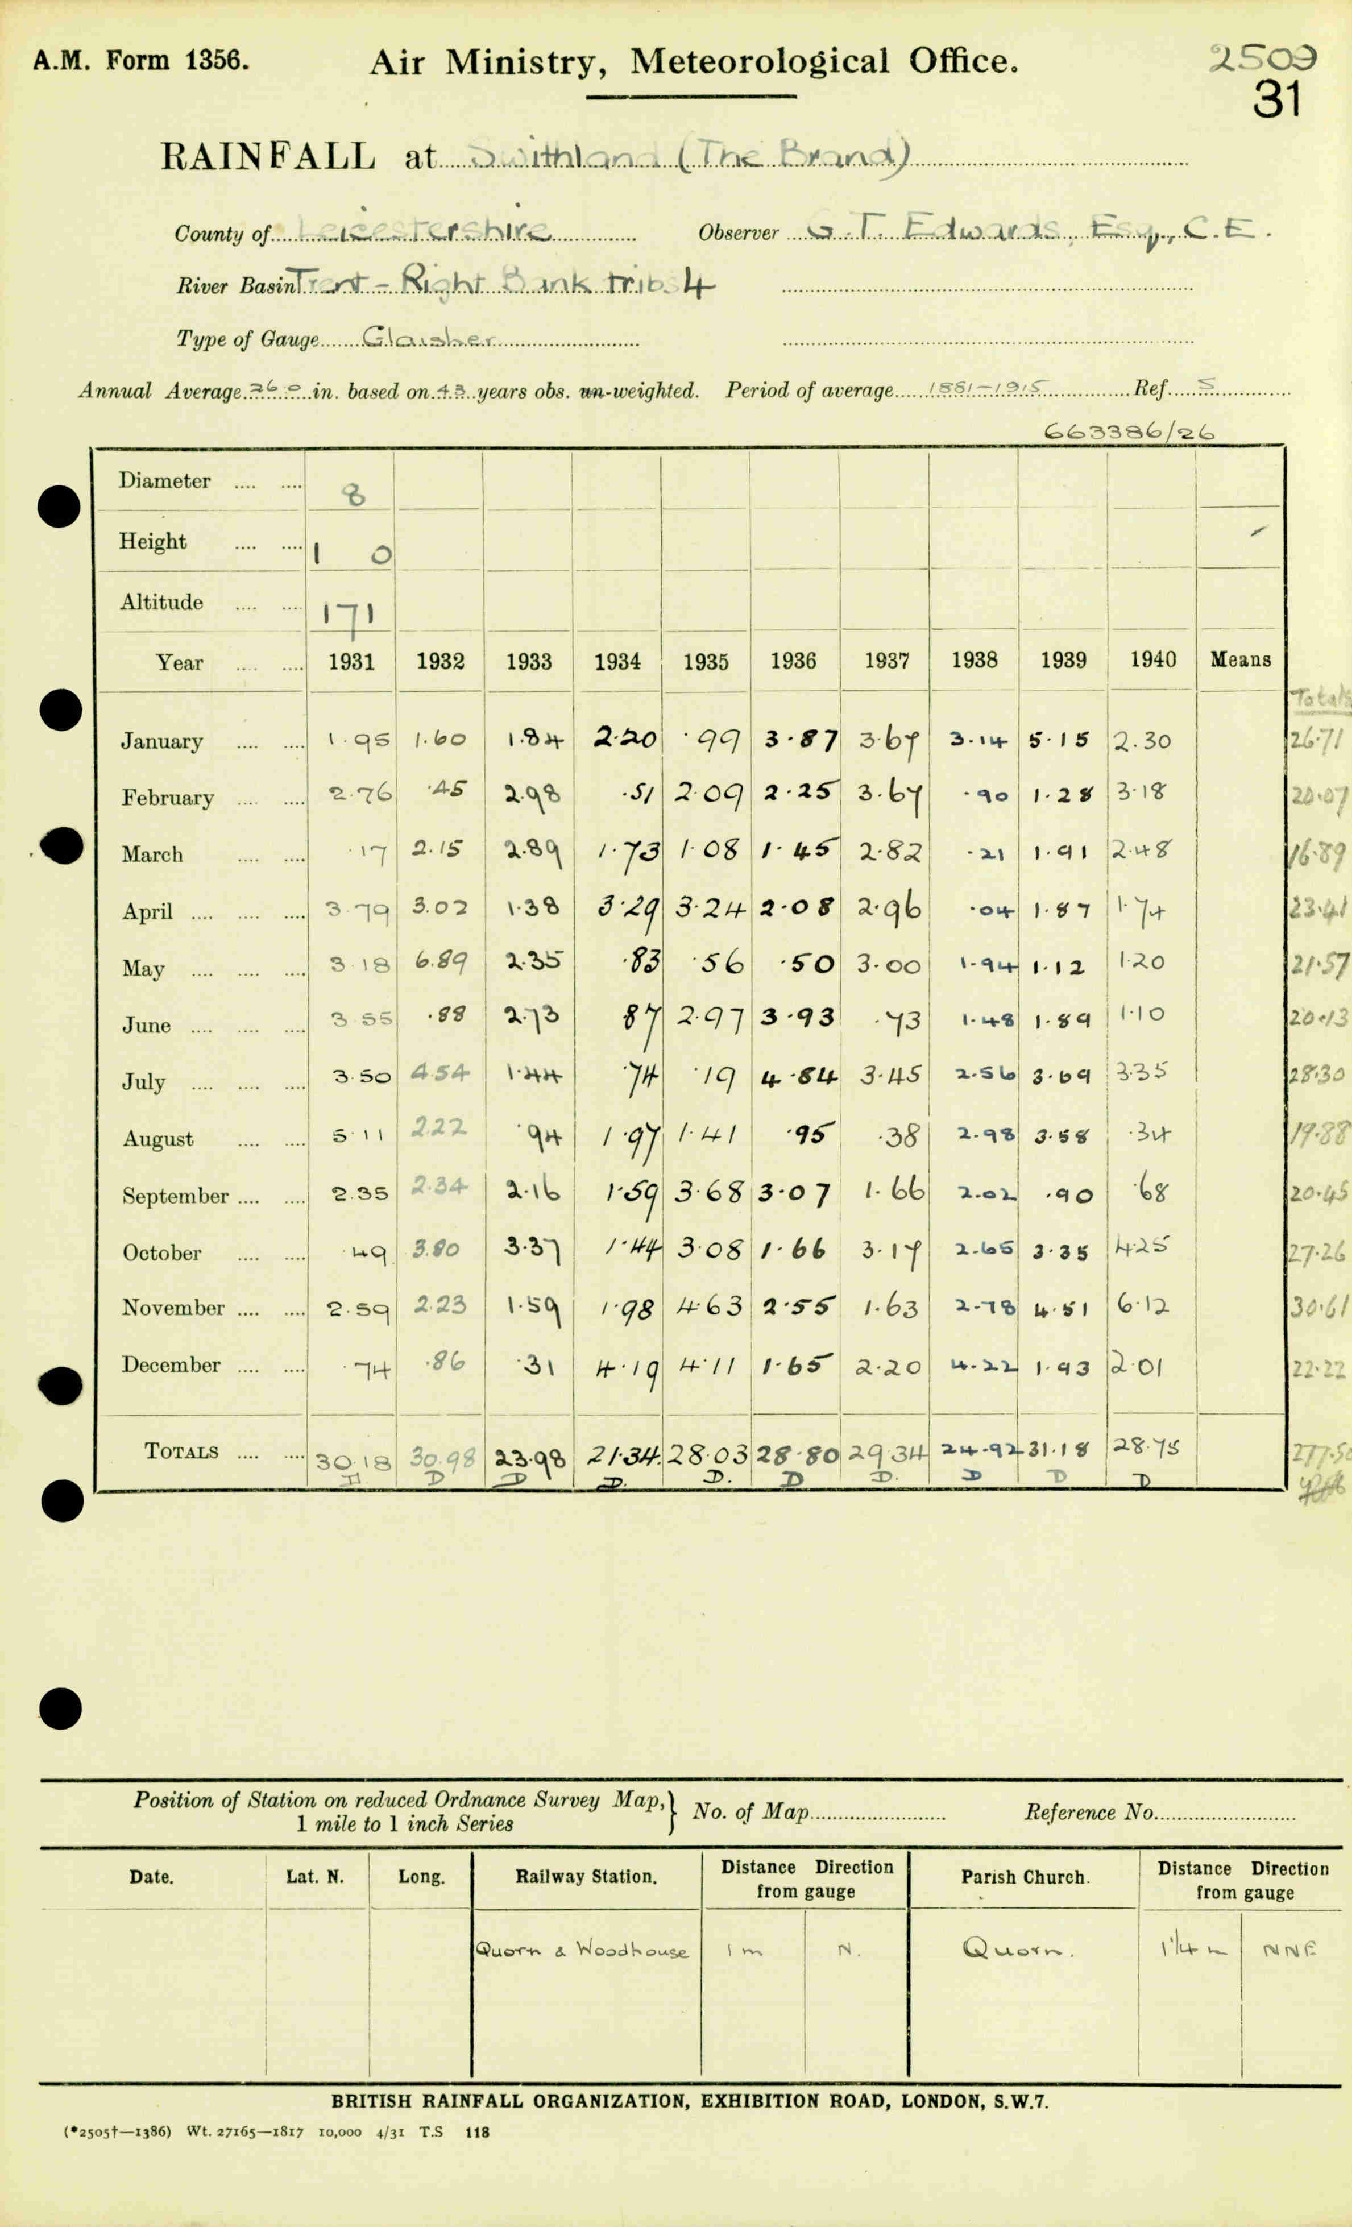 A.M. Form 1356. Air Ministry, Meteorological Office. 2509
31
RAINFALL at Swithland (The Brand)
County of Leicestershire Observer G.T. Edwards, Esq., C.E.
River Basin Trent - Right Bank tribs 4
Type of Gauge Glaisher
Annual Average 26.0 in. based on 43 years obs. un-weighted. Period of average 1881-1915 Ref. S
663386/26
Diameter .... .... 8
Height .... .... 1 0
Altitude .... .... 171
Year .... .... 1931 1932 1933 1934 1935 1936 1937 1938 1939 1940 Means
Totals
January .... .... 1.95 1.60 1.84 2.20 .99 3.87 3.67 3.14 5.15 2.30 26.71
February .... .... 2.76 .45 2.98 .51 2.09 2.25 3.67 .90 1.28 3.18 20.07
March .... .... .17 2.15 2.89 1.73 1.08 1.45 2.82 .21 1.91 2.48 16.89
April .... .... .... 3.79 3.02 1.38 3.29 3.24 2.08 2.96 .04 1.87 1.74 23.41
May .... .... .... 3.18 6.89 2.35 .83 .56 .50 3.00 1.94 1.12 1.20 21.57
June .... .... .... 3.55 .88 2.73 87 2.97 3.93 .73 1.48 1.89 1.10 20.13
July .... .... .... 3.50 4.54 1.44 .74 .19 4.84 3.45 2.56 3.69 3.35 28.30
August .... .... 5.11 2.22 .94 1.97 1.41 .95 .38 2.98 3.58 .34 19.88
September .... .... 2.35 2.34 2.16 1.59 3.68 3.07 1.66 2.02 .90 .68 20.45
October .... .... .49 3.80 3.37 1.44 3.08 1.66 3.17 2.65 3.35 4.25 27.26
November .... .... 2.59 2.23 1.59 1.98 4.63 2.55 1.63 2.78 4.51 6.12 30.61
December .... .... .74 .86 .31 4.19 4.11 1.65 2.20 4.22 1.93 2.01 22.22
TOTALS .... .... 30.18 30.98 23.98 21.34. 28.03 28.80 29.34 24.92 31.18 28.75 277.50
D D D D. D. D D. D D D
Position of Station on reduced Ordnance Survey Map, 1 mile to 1 inch Series } No. of Map Reference No.
Date. Lat. N. Long. Railway Station. Distance Direction from gauge Parish Church. Distance Direction from gauge
Quorn & Woodhouse 1 m N. Quorn. 1¼ m NNE
BRITISH RAINFALL ORGANIZATION, EXHIBITION ROAD, LONDON, S.W.7.
(*2505†—1386) Wt. 27165—1817 10,000 4/31 T.S 118